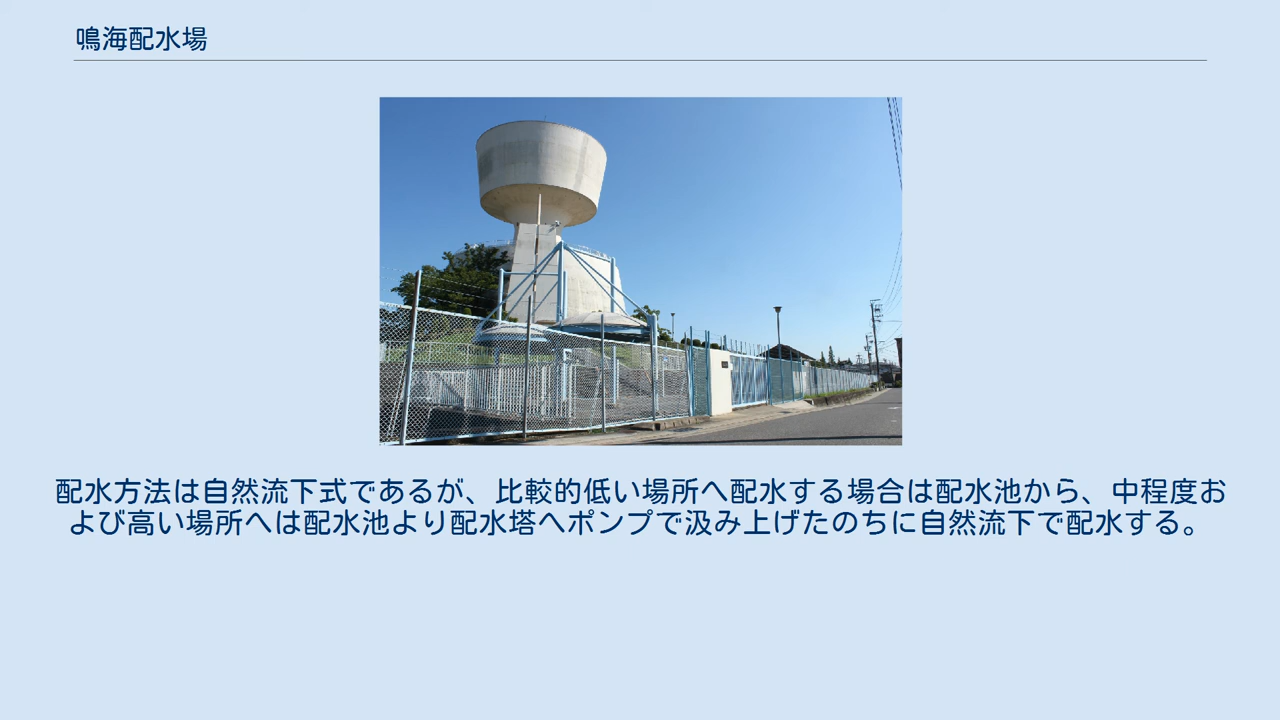 鳴海配水場
配水方法は自然流下式であるが、比較的低い場所へ配水する場合は配水池から、中程度お
よび高い場所へは配水池より配水塔へポンプで汲み上げたのちに自然流下で配水する。